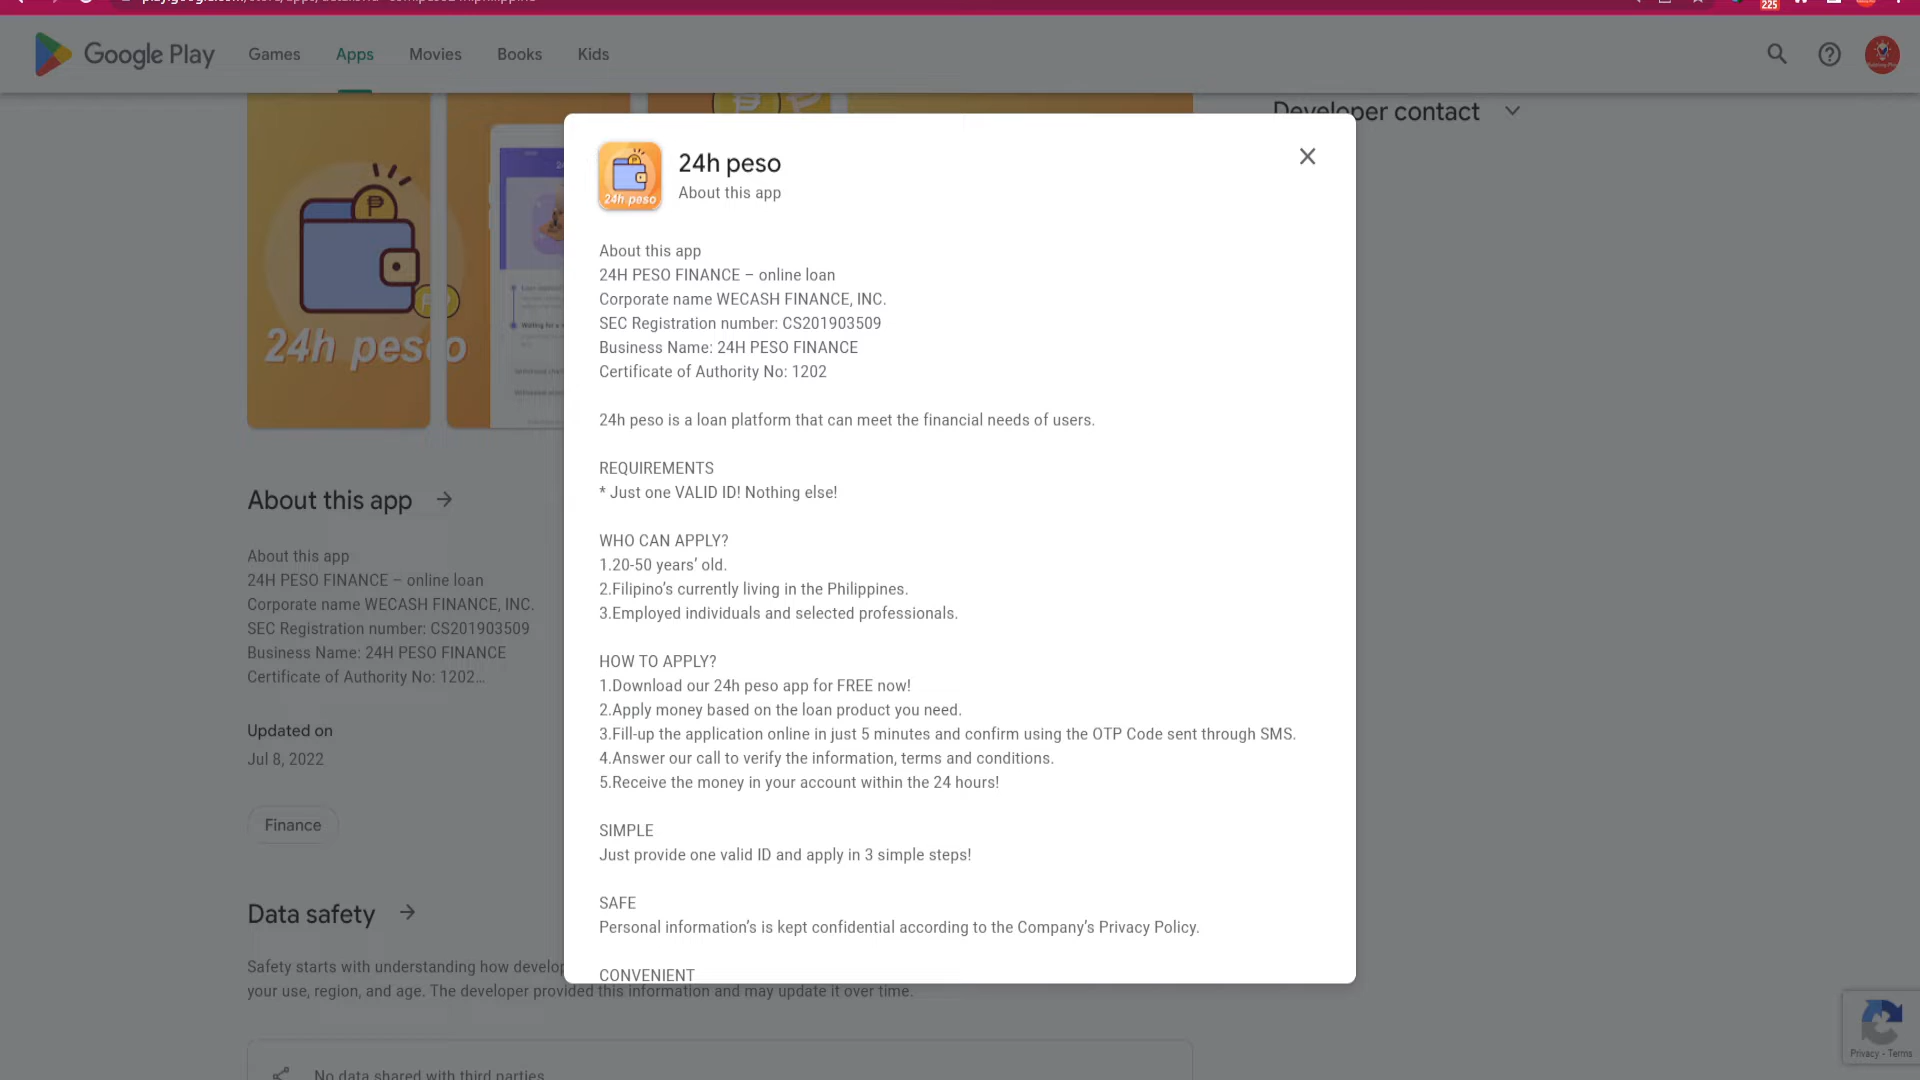 225
Google Play
Games
Apps
Movies
Books
Kids
Developer contact
24h peso
24h peso
24h peso
About this app
About this app
24H PESO FINANCE – online loan
Corporate name WECASH FINANCE, INC.
SEC Registration number: CS201903509
Business Name: 24H PESO FINANCE
Certificate of Authority No: 1202
24h peso is a loan platform that can meet the financial needs of users.
REQUIREMENTS
* Just one VALID ID! Nothing else!
WHO CAN APPLY?
1.20-50 years’ old.
2.Filipino’s currently living in the Philippines.
3.Employed individuals and selected professionals.
HOW TO APPLY?
1.Download our 24h peso app for FREE now!
2.Apply money based on the loan product you need.
3.Fill-up the application online in just 5 minutes and confirm using the OTP Code sent through SMS.
4.Answer our call to verify the information, terms and conditions.
5.Receive the money in your account within the 24 hours!
SIMPLE
Just provide one valid ID and apply in 3 simple steps!
SAFE
Personal information’s is kept confidential according to the Company’s Privacy Policy.
CONVENIENT
About this app
About this app
24H PESO FINANCE – online loan
Corporate name WECASH FINANCE, INC.
SEC Registration number: CS201903509
Business Name: 24H PESO FINANCE
Certificate of Authority No: 1202…
Updated on
Jul 8, 2022
Finance
Data safety
Safety starts with understanding how
your use, region, and age. The developer provided this information and may update it over time.
No data shared with third parties
Privacy - Terms